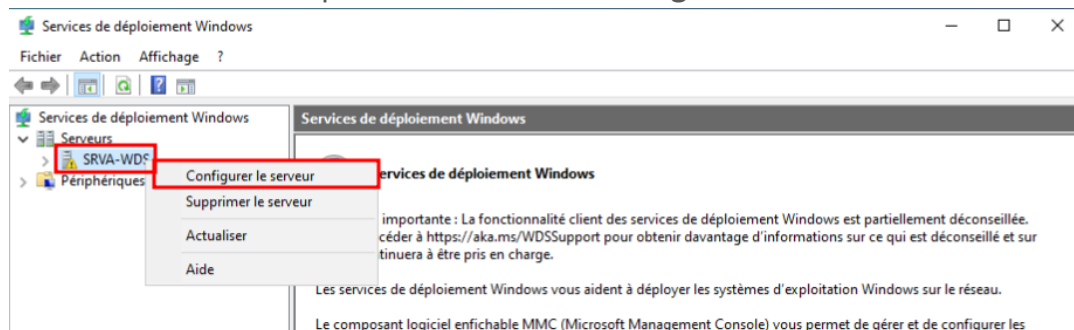 Services de déploiement Windows
Fichier Action Affichage ?
Services de déploiement Windows
Serveurs
SRVA-WDS
Périphériques
Configurer le serveur
Supprimer le serveur
Actualiser
Aide
Services de déploiement Windows
ervices de déploiement Windows
importante : La fonctionnalité client des services de déploiement Windows est partiellement déconseillée.
céder à https://aka.ms/WDSSupport pour obtenir davantage d'informations sur ce qui est déconseillé et sur
tinuera à être pris en charge.
Les services de déploiement Windows vous aident à déployer les systèmes d'exploitation Windows sur le réseau.
Le composant logiciel enfichable MMC (Microsoft Management Console) vous permet de gérer et de configurer les